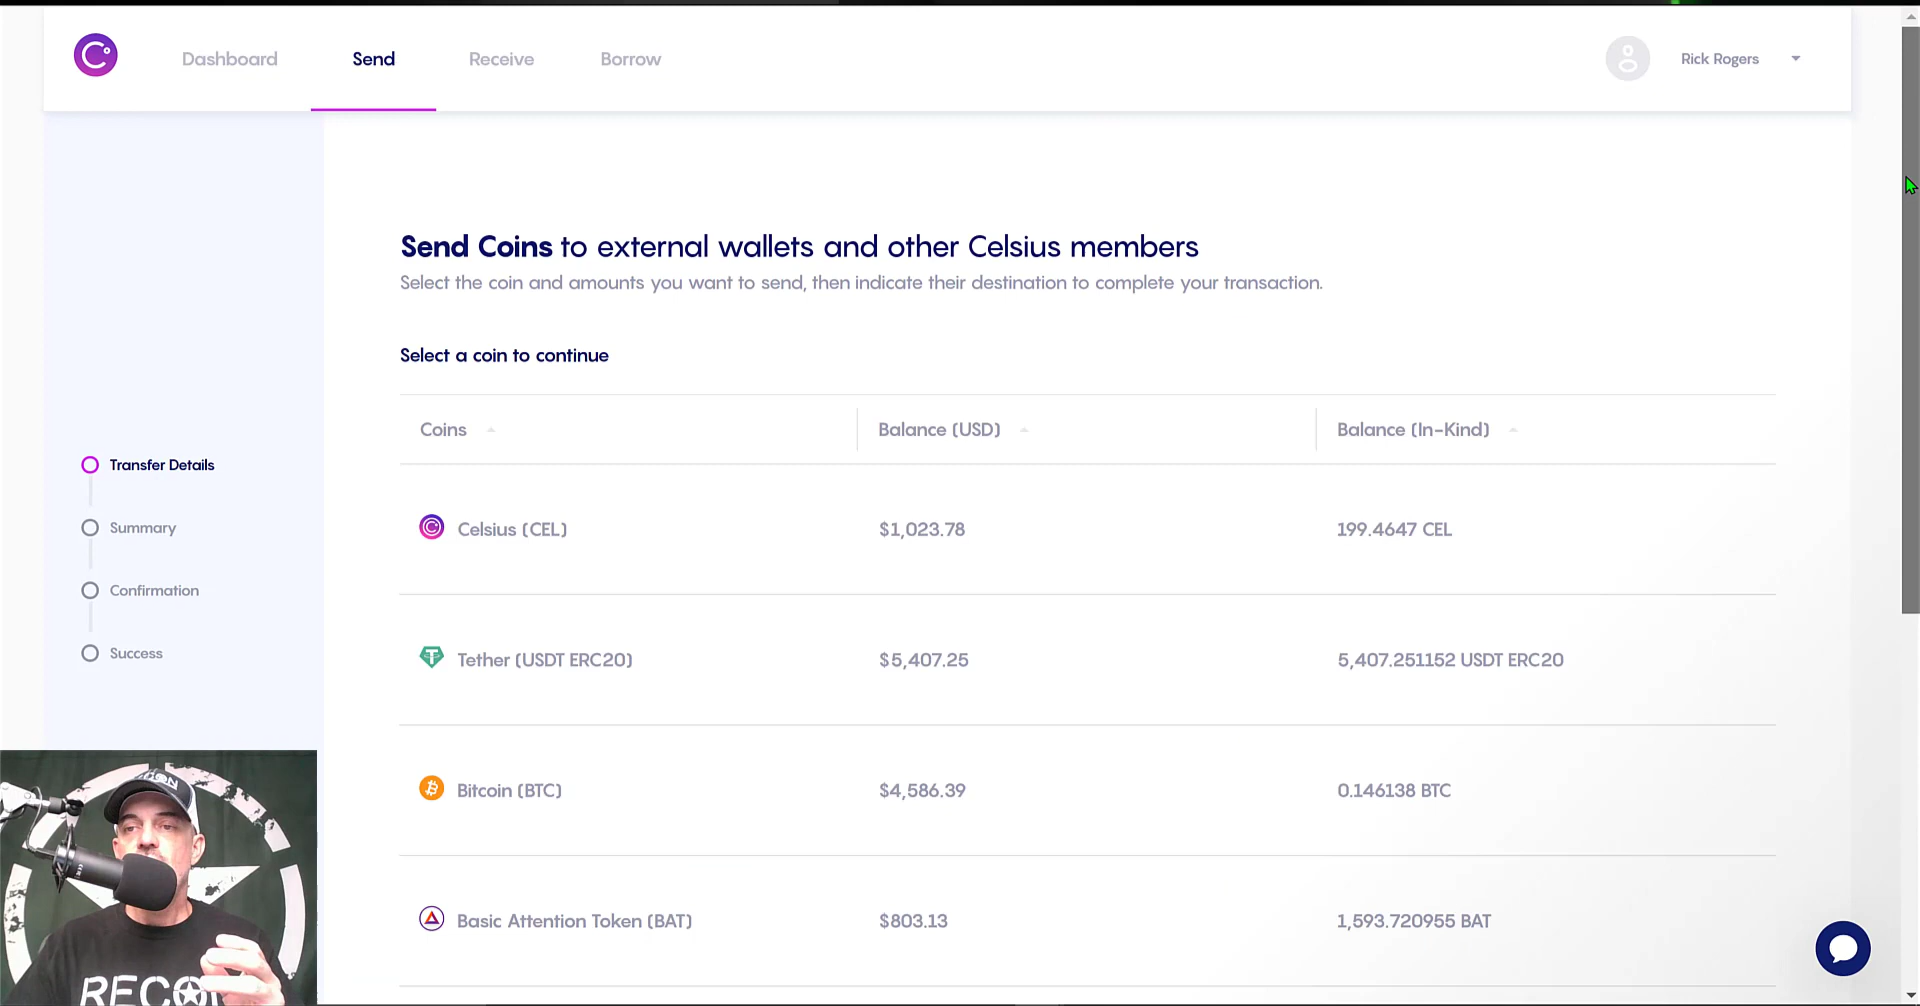 Dashboard Send Receive Borrow Rick Rogers
Send Coins to external wallets and other Celsius members
Select the coin and amounts you want to send, then indicate their destination to complete your transaction.
Select a coin to continue
Coins Balance (USD) Balance (In-Kind)
Celsius (CEL) $1,023.78 199.4647 CEL
Tether (USDT ERC20) $5,407.25 5,407.251152 USDT ERC20
Bitcoin (BTC) $4,586.39 0.146138 BTC
Basic Attention Token (BAT) $803.13 1,593.720955 BAT
Transfer Details
Summary
Confirmation
Success